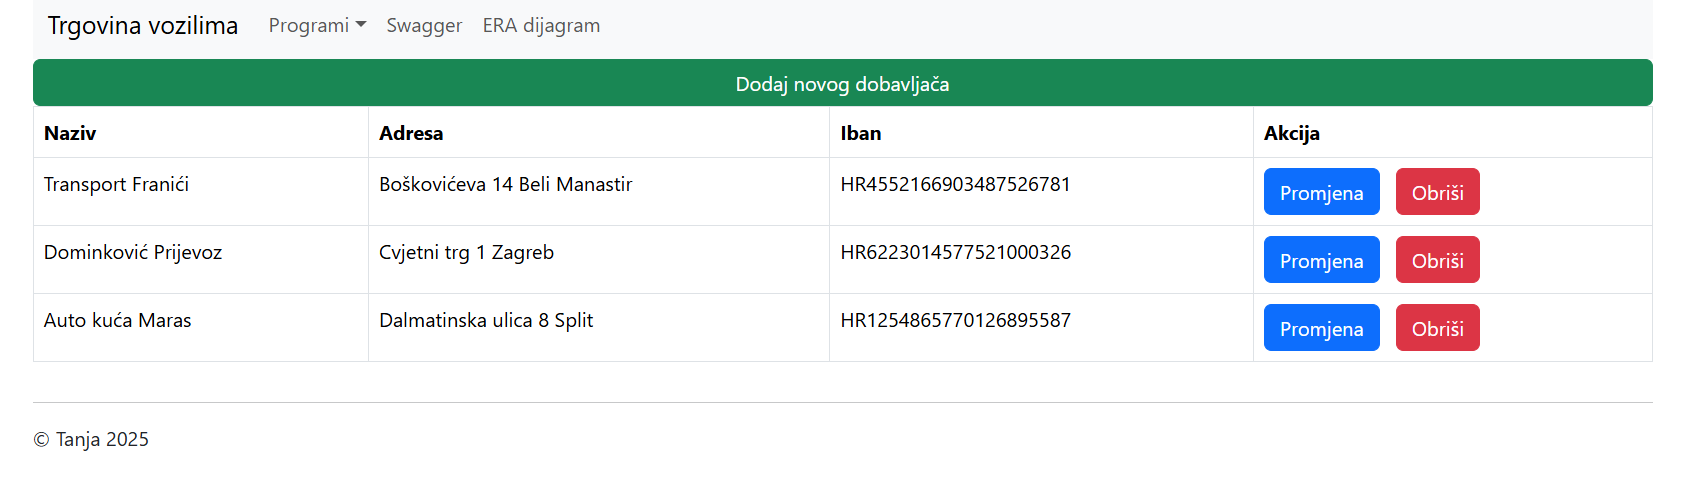 Trgovina vozilima Programi Swagger ERA dijagram
Dodaj novog dobavljača
Naziv Adresa Iban Akcija
Transport Franići Boškovićeva 14 Beli Manastir HR4552166903487526781 Promjena Obriši
Dominković Prijevoz Cvjetni trg 1 Zagreb HR6223014577521000326 Promjena Obriši
Auto kuća Maras Dalmatinska ulica 8 Split HR1254865770126895587 Promjena Obriši
© Tanja 2025